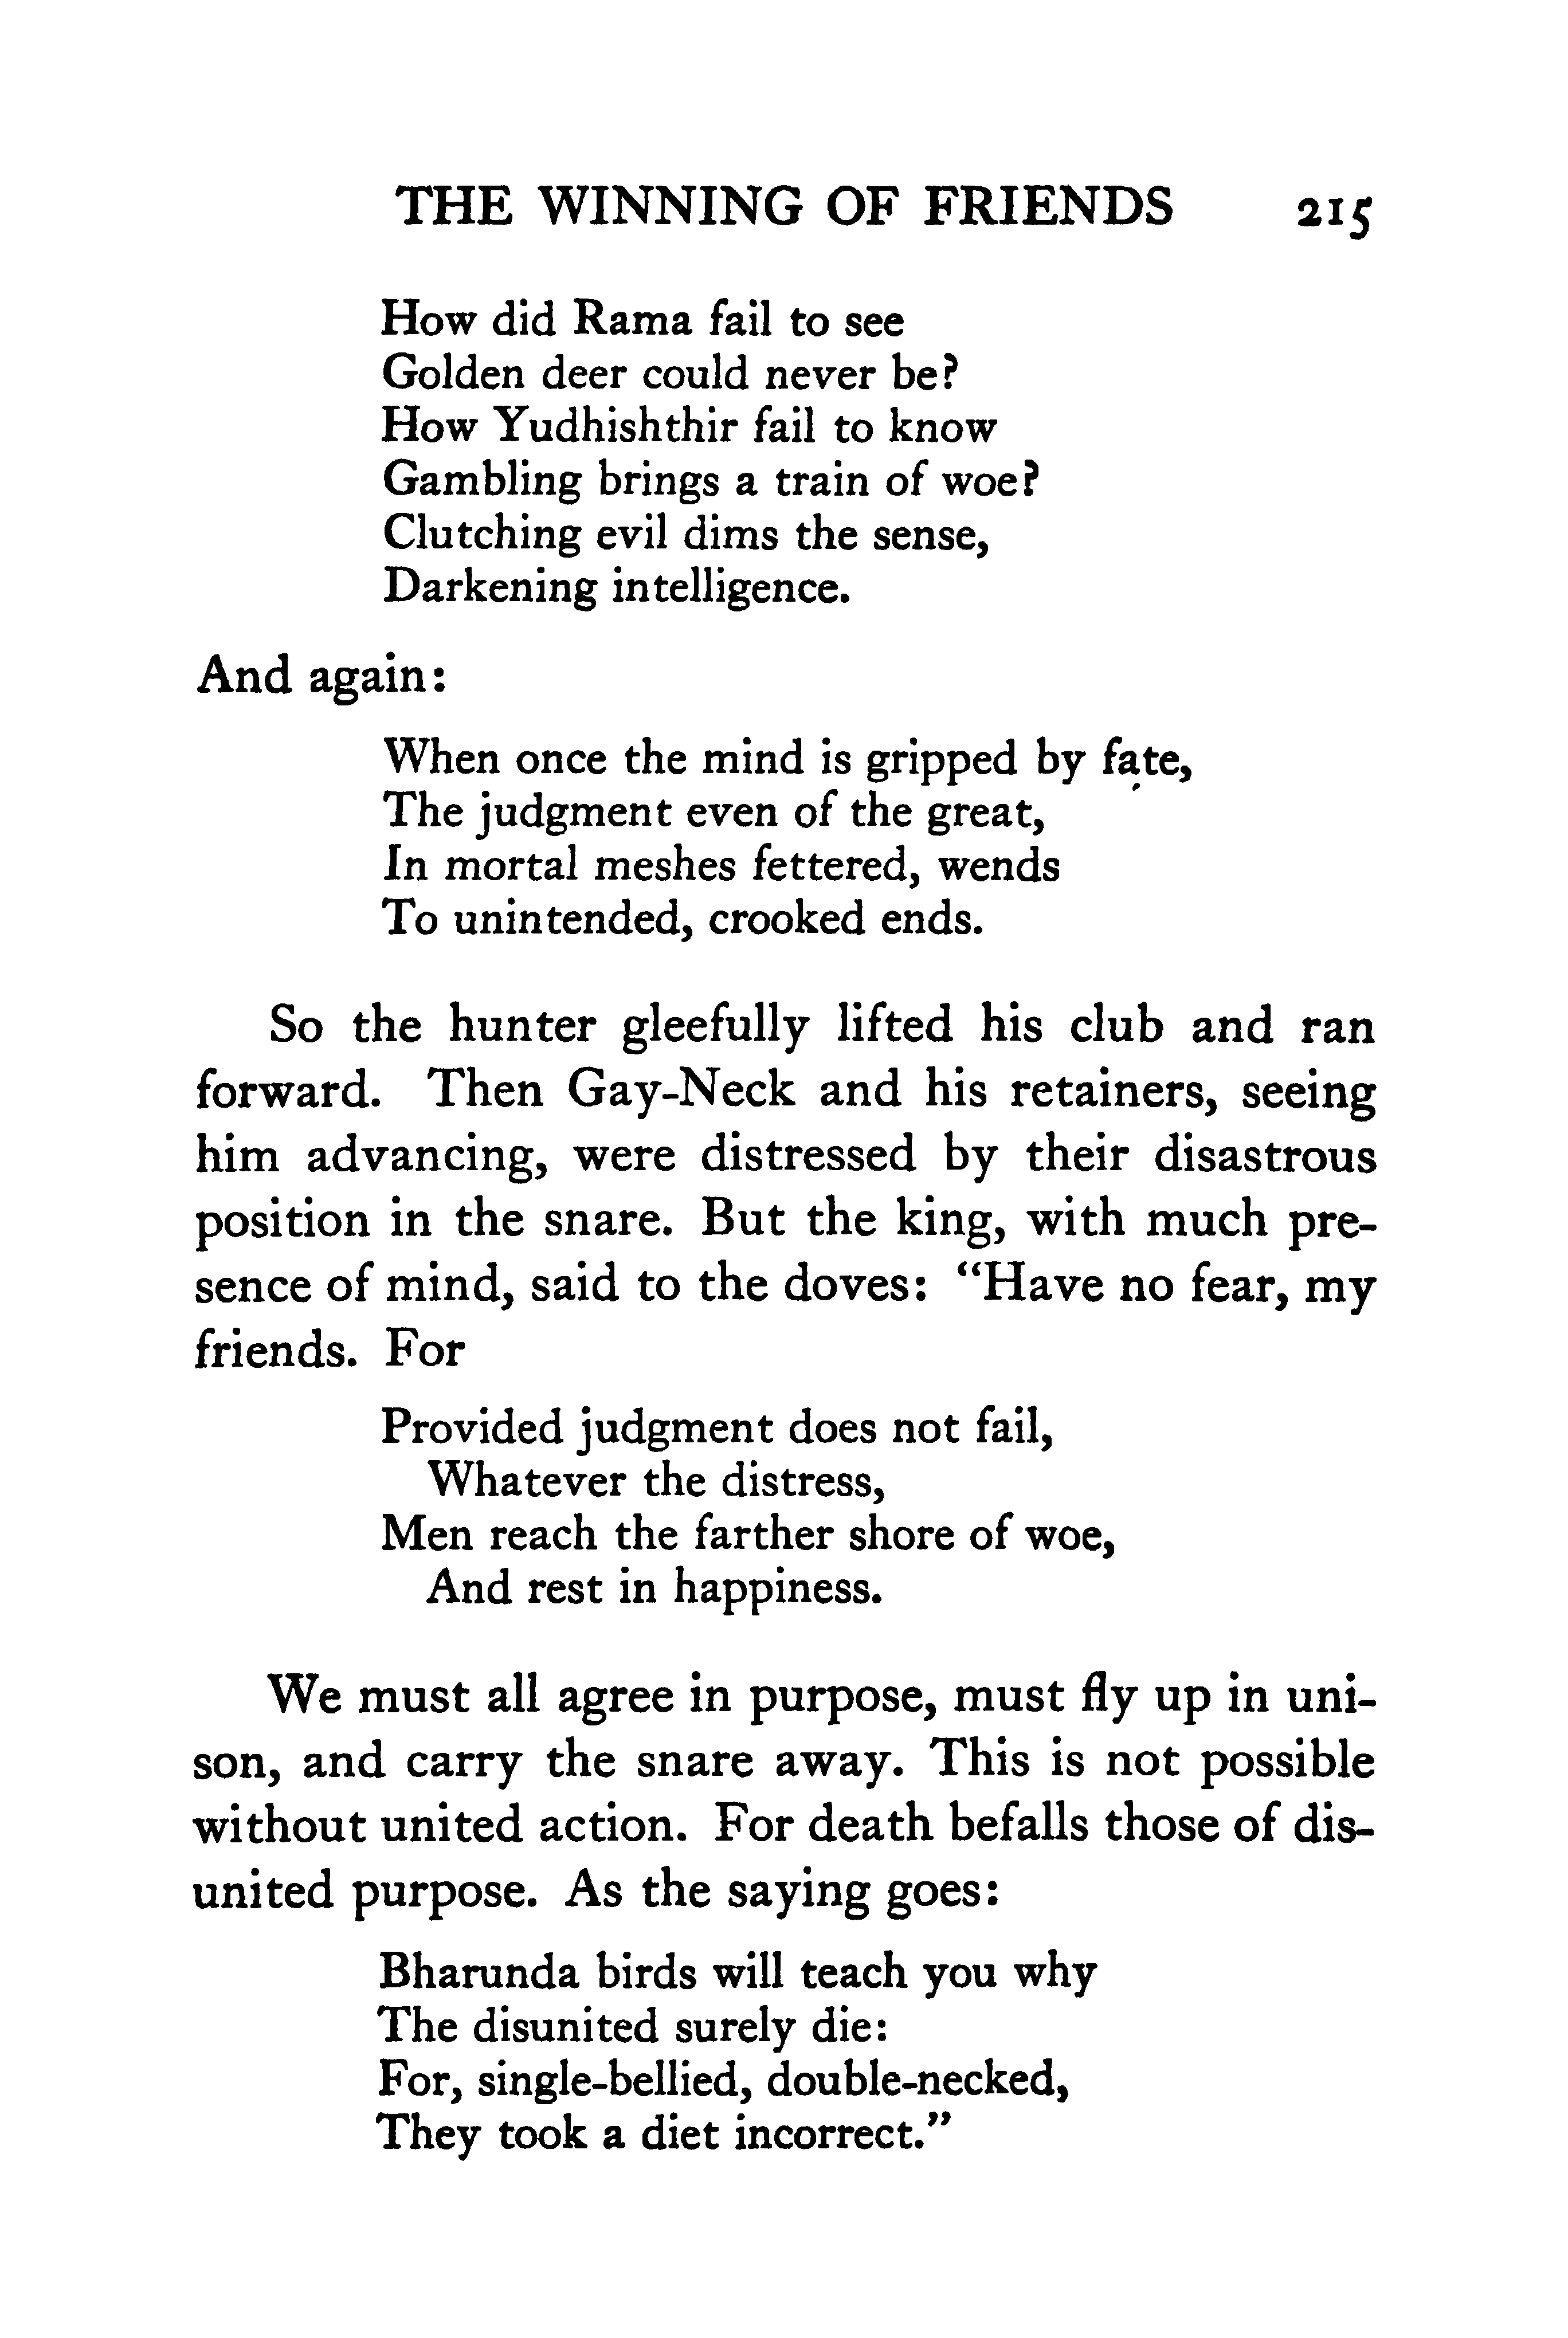 THE WINNING OF FRIENDS 215
How did Rama fail to see
Golden deer could never be?
How Yudhishthir fail to know
Gambling brings a train of woe?
Clutching evil dims the sense,
Darkening intelligence.
And again:
When once the mind is gripped by fate,
The judgment even of the great,
In mortal meshes fettered, wends
To unintended, crooked ends.
So the hunter gleefully lifted his club and ran
forward. Then Gay-Neck and his retainers, seeing
him advancing, were distressed by their disastrous
position in the snare. But the king, with much pre-
sence of mind, said to the doves: “Have no fear, my
friends. For
Provided judgment does not fail,
Whatever the distress,
Men reach the farther shore of woe,
And rest in happiness.
We must all agree in purpose, must fly up in uni-
son, and carry the snare away. This is not possible
without united action. For death befalls those of dis-
united purpose. As the saying goes:
Bharunda birds will teach you why
The disunited surely die:
For, single-bellied, double-necked,
They took a diet incorrect.”